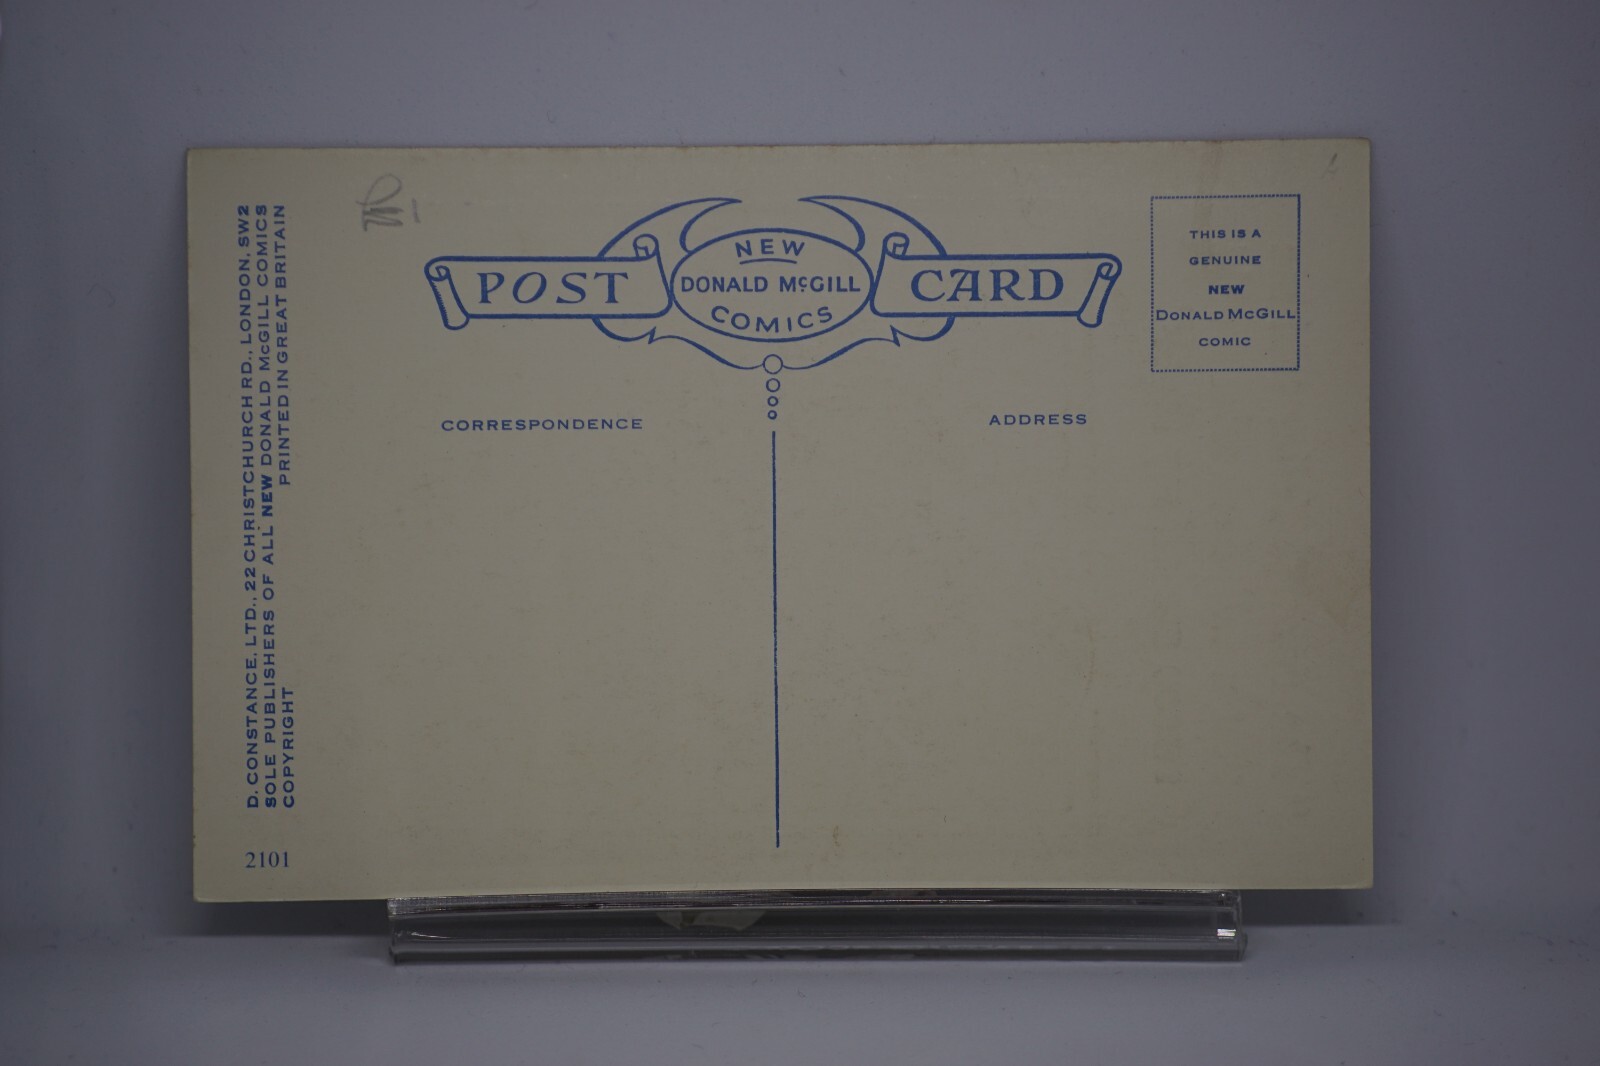 POST CARD
NEW
DONALD McGILL
COMICS
THIS IS A
GENUINE
NEW
DONALD McGILL
COMIC
CORRESPONDENCE
ADDRESS
D. CONSTANCE, LTD., 22 CHRISTCHURCH RD., LONDON, SW2
SOLE PUBLISHERS OF ALL NEW DONALD McGILL COMICS
COPYRIGHT PRINTED IN GREAT BRITAIN
2101